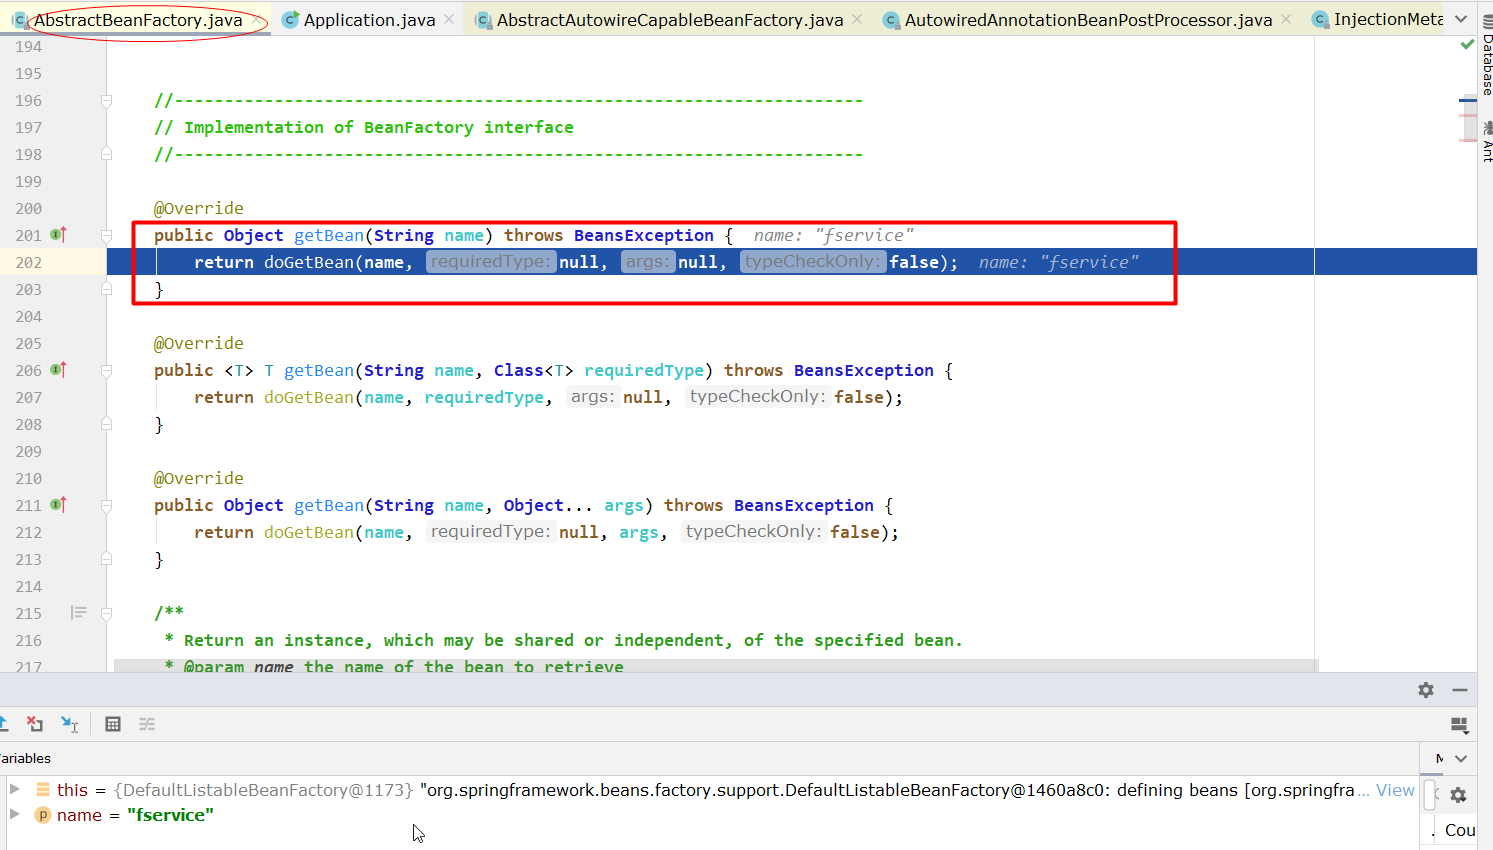 AbstractBeanFactory.java Application.java AbstractAutowireCapableBeanFactory.java AutowiredAnnotationBeanPostProcessor.java InjectionMeta
Database
Ant
194
195
196 //---------------------------------------------------------------------
197 // Implementation of BeanFactory interface
198 //---------------------------------------------------------------------
199
200 @Override
201 public Object getBean(String name) throws BeansException { name: "fservice"
202 return doGetBean(name, requiredType: null, args: null, typeCheckOnly: false); name: "fservice"
203 }
204
205 @Override
206 public <T> T getBean(String name, Class<T> requiredType) throws BeansException {
207 return doGetBean(name, requiredType, args: null, typeCheckOnly: false);
208 }
209
210 @Override
211 public Object getBean(String name, Object... args) throws BeansException {
212 return doGetBean(name, requiredType: null, args, typeCheckOnly: false);
213 }
214
215 /**
216 * Return an instance, which may be shared or independent, of the specified bean.
217 * @param name the name of the bean to retrieve
ariables
this = {DefaultListableBeanFactory@1173} "org.springframework.beans.factory.support.DefaultListableBeanFactory@1460a8c0: defining beans [org.springfra... View
p name = "fservice"
Cou